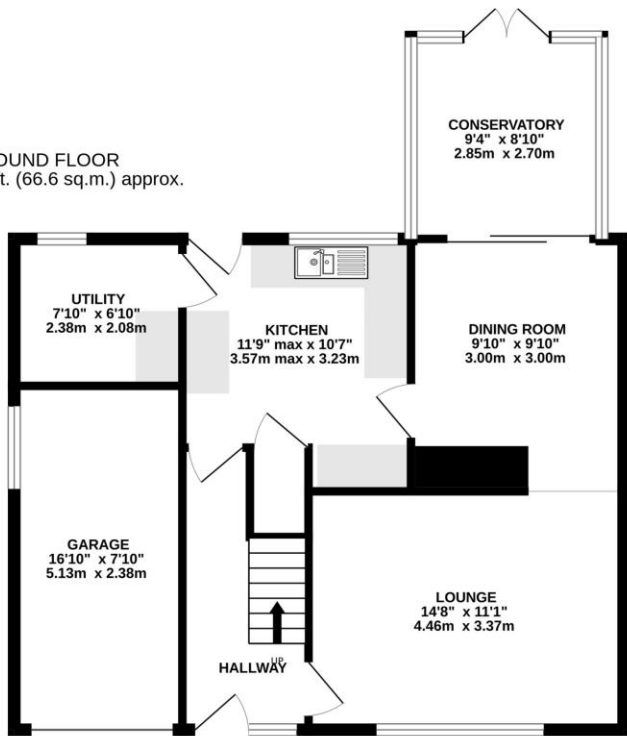 OUND FLOOR
t. (66.6 sq.m.) approx.
CONSERVATORY
9'4" x 8'10"
2.85m x 2.70m
UTILITY
7'10" x 6'10"
2.38m x 2.08m
KITCHEN
11'9" max x 10'7"
3.57m max x 3.23m
DINING ROOM
9'10" x 9'10"
3.00m x 3.00m
GARAGE
16'10" x 7'10"
5.13m x 2.38m
LOUNGE
14'8" x 11'1"
4.46m x 3.37m
UP
HALLWAY